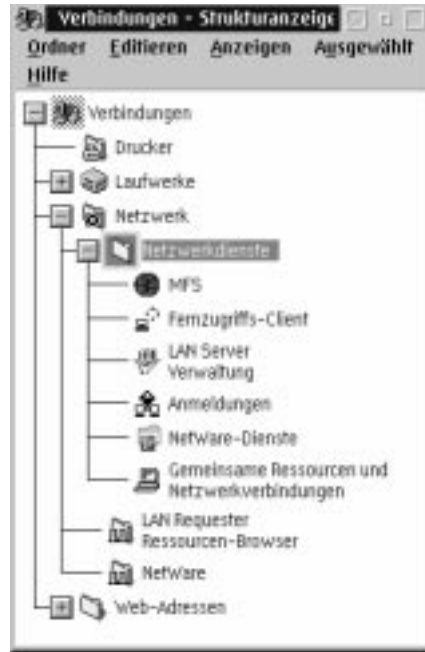 Verbindungen - Strukturanzeige
Ordner Editieren Anzeigen Ausgewählt
Hilfe
Verbindungen
Drucker
Laufwerke
Netzwerk
Netzwerkdienste
MFS
Fernzugriffs-Client
LAN Server
Verwaltung
Anmeldungen
NetWare-Dienste
Gemeinsame Ressourcen und
Netzwerkverbindungen
LAN Requester
Ressourcen-Browser
NetWare
Web-Adressen